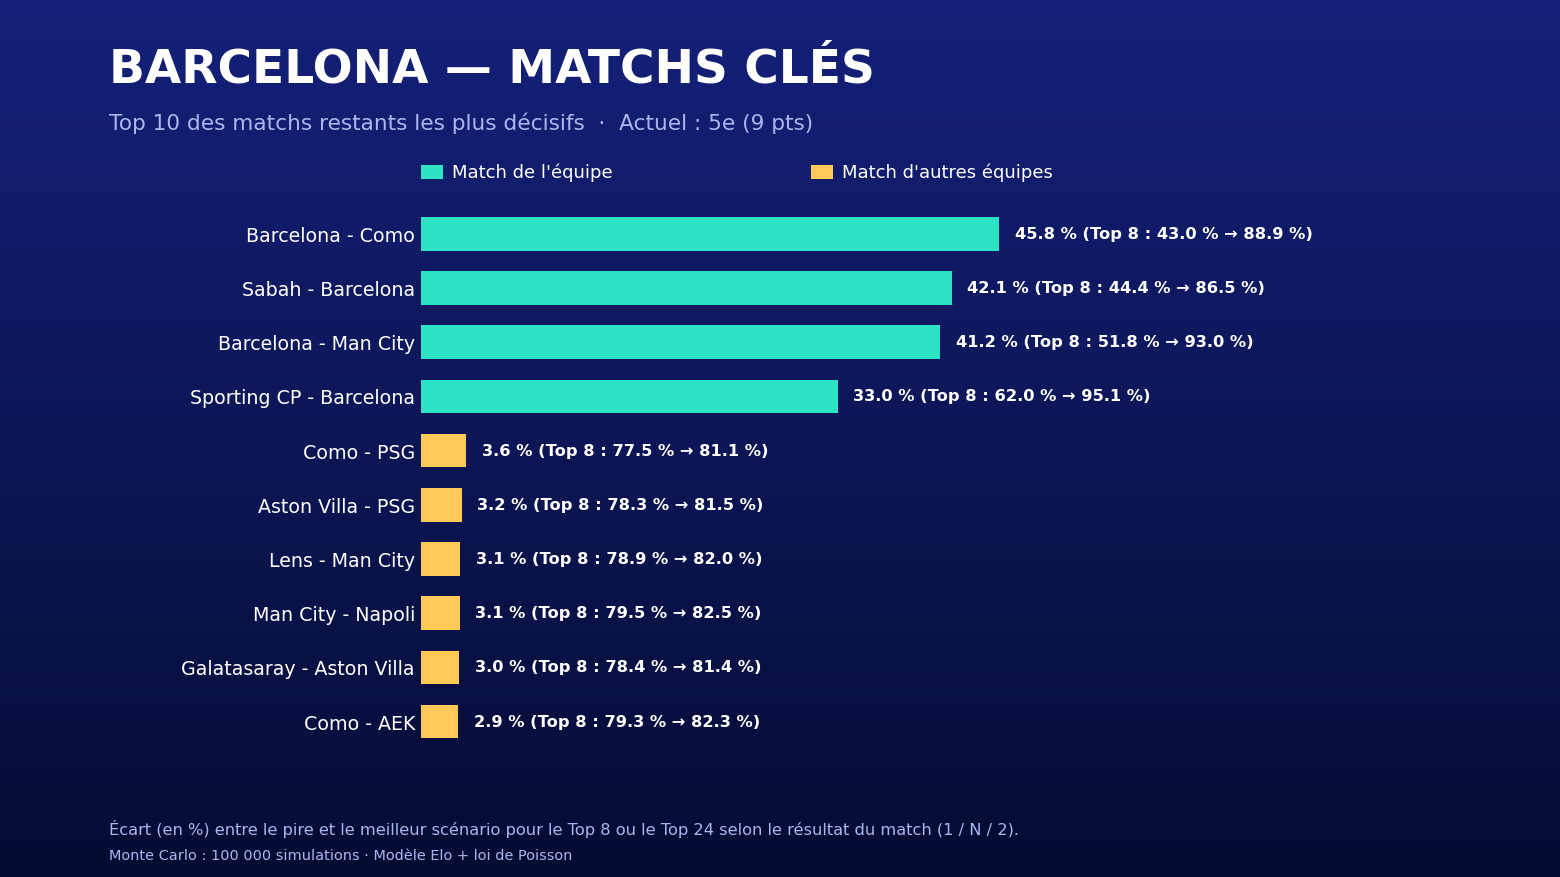 BARCELONA — MATCHS CLÉS
Top 10 des matchs restants les plus décisifs · Actuel : 5e (9 pts)
Match de l'équipe
Match d'autres équipes
Barcelona - Como 45.8 % (Top 8 : 43.0 % → 88.9 %)
Sabah - Barcelona 42.1 % (Top 8 : 44.4 % → 86.5 %)
Barcelona - Man City 41.2 % (Top 8 : 51.8 % → 93.0 %)
Sporting CP - Barcelona 33.0 % (Top 8 : 62.0 % → 95.1 %)
Como - PSG 3.6 % (Top 8 : 77.5 % → 81.1 %)
Aston Villa - PSG 3.2 % (Top 8 : 78.3 % → 81.5 %)
Lens - Man City 3.1 % (Top 8 : 78.9 % → 82.0 %)
Man City - Napoli 3.1 % (Top 8 : 79.5 % → 82.5 %)
Galatasaray - Aston Villa 3.0 % (Top 8 : 78.4 % → 81.4 %)
Como - AEK 2.9 % (Top 8 : 79.3 % → 82.3 %)
Écart (en %) entre le pire et le meilleur scénario pour le Top 8 ou le Top 24 selon le résultat du match (1 / N / 2).
Monte Carlo : 100 000 simulations · Modèle Elo + loi de Poisson